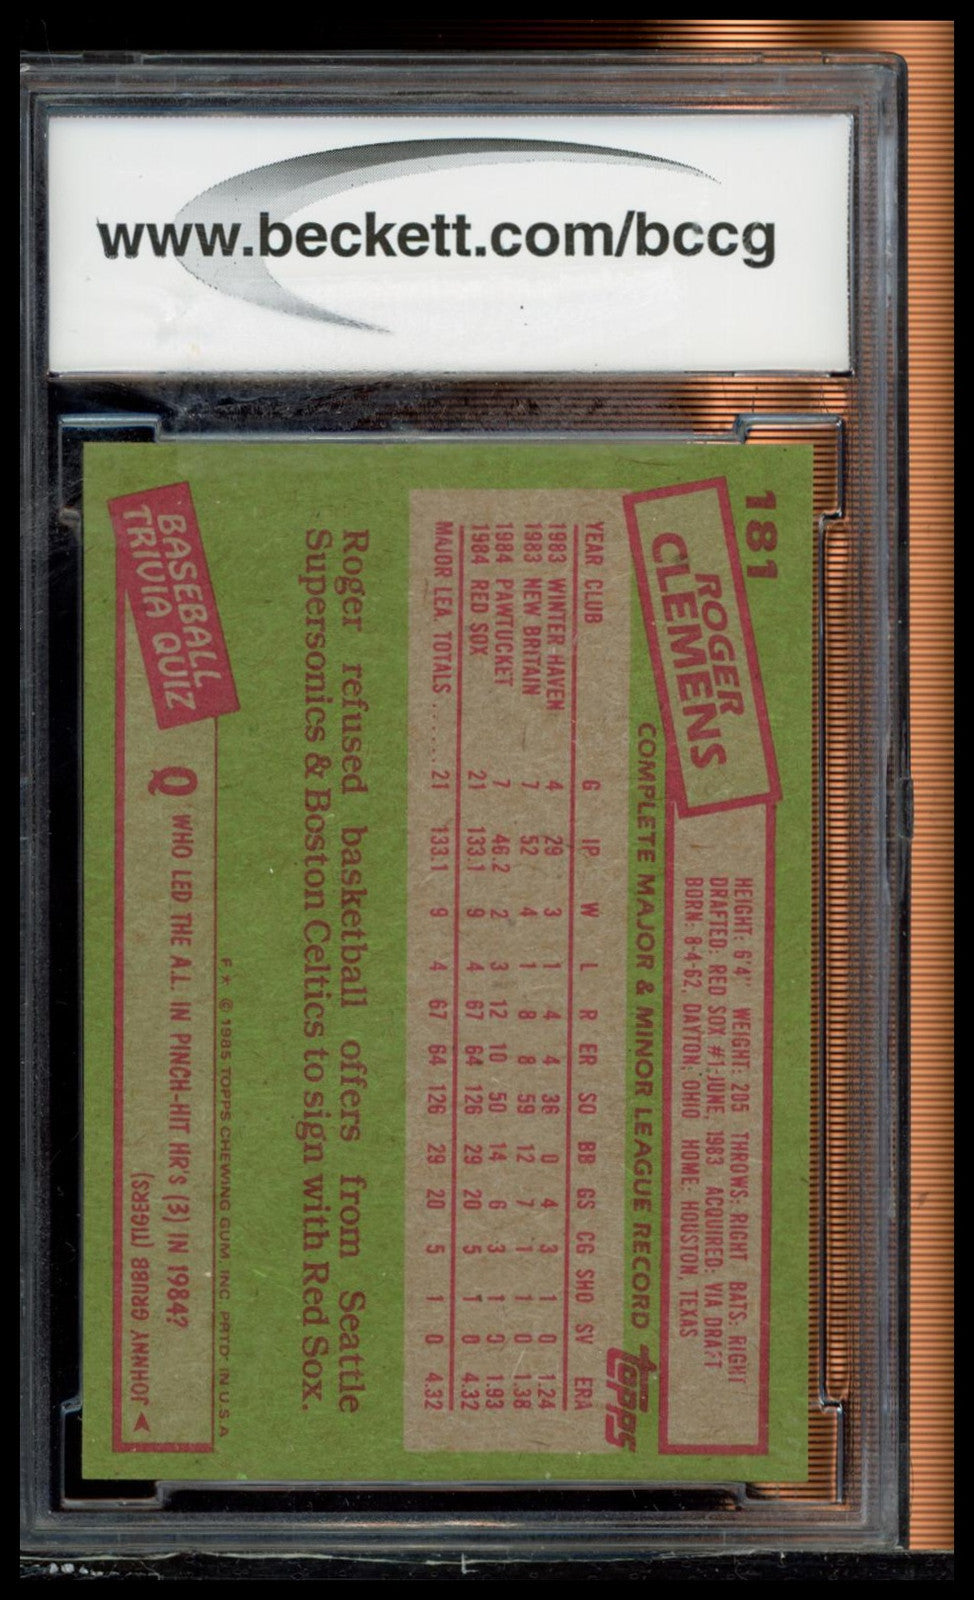 www.beckett.com/bccg
181
ROGER
CLEMENS
HEIGHT: 6'4" WEIGHT: 205 THROWS: RIGHT BATS: RIGHT
DRAFTED: RED SOX #1-JUNE, 1983 ACQUIRED: VIA DRAFT
BORN: 8-4-62, DAYTON, OHIO HOME: HOUSTON, TEXAS
COMPLETE MAJOR & MINOR LEAGUE RECORD
topps
YEAR CLUB G IP W L R ER SO BB GS CG SHO SV ERA
1983 WINTER-HAVEN 4 29 3 1 4 4 36 0 4 3 1 0 1.24
1983 NEW BRITAIN 7 52 4 1 8 8 59 12 7 1 1 0 1.38
1984 PAWTUCKET 7 46.2 2 3 12 10 50 14 6 3 1 0 1.93
1984 RED SOX 21 133.1 9 4 67 64 126 29 20 5 1 0 4.32
MAJOR LEA. TOTALS ...... 21 133.1 9 4 67 64 126 29 20 5 1 0 4.32
Roger refused basketball offers from Seattle
Supersonics & Boston Celtics to sign with Red Sox.
F.* © 1985 TOPPS CHEWING GUM, INC. PRTD. IN U.S.A.
BASEBALL
TRIVIA QUIZ
Q WHO LED THE A.L. IN PINCH-HIT HR'S (3) IN 1984?
JOHNNY GRUBB (TIGERS)